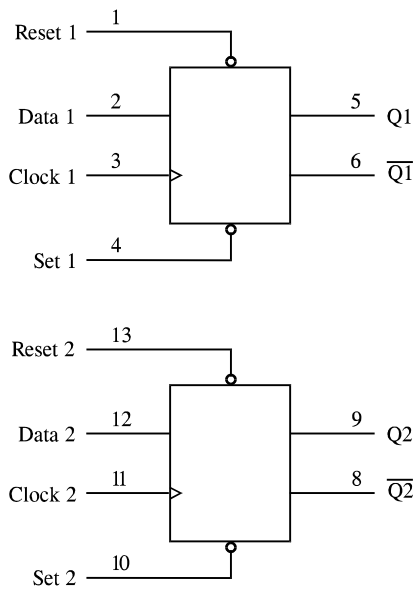 Reset 1 1
Data 1 2 5 Q1
Clock 1 3 6 Q1̅
Set 1 4
Reset 2 13
Data 2 12 9 Q2
Clock 2 11 8 Q2̅
Set 2 10